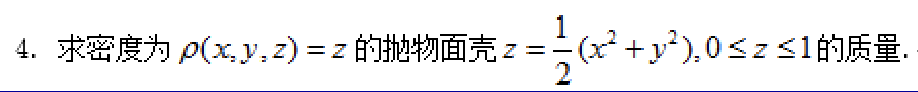 4. 求密度为 ρ(x,y,z) = z 的抛物面壳 z = \frac{1}{2}(x² + y²), 0 ≤ z ≤ 1 的质量.